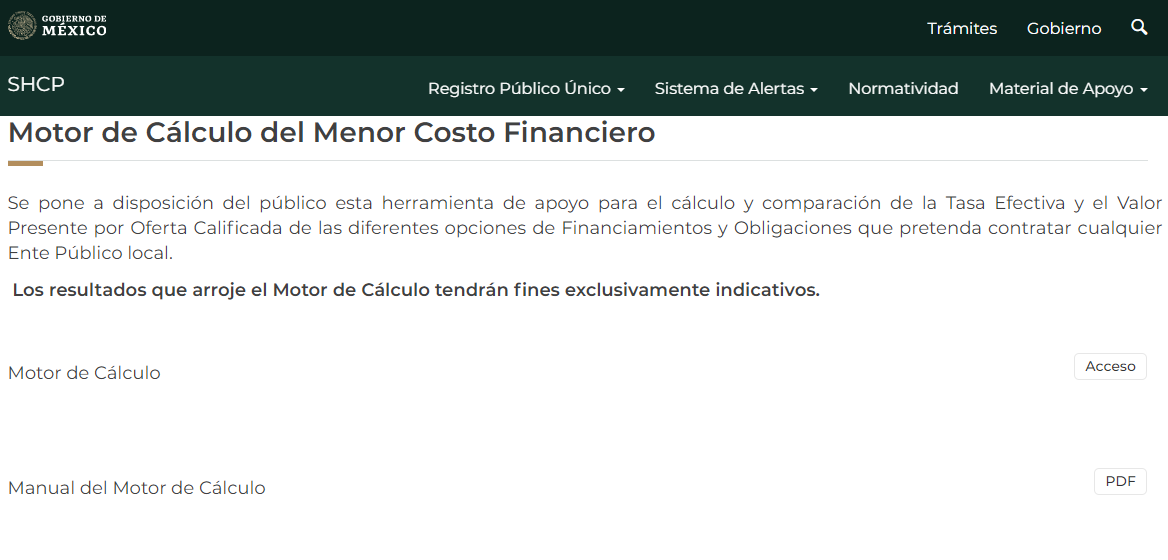 GOBIERNO DE
MÉXICO
Trámites Gobierno
SHCP
Registro Público Único Sistema de Alertas Normatividad Material de Apoyo
Motor de Cálculo del Menor Costo Financiero
Se pone a disposición del público esta herramienta de apoyo para el cálculo y comparación de la Tasa Efectiva y el Valor
Presente por Oferta Calificada de las diferentes opciones de Financiamientos y Obligaciones que pretenda contratar cualquier
Ente Público local.
Los resultados que arroje el Motor de Cálculo tendrán fines exclusivamente indicativos.
Motor de Cálculo Acceso
Manual del Motor de Cálculo PDF